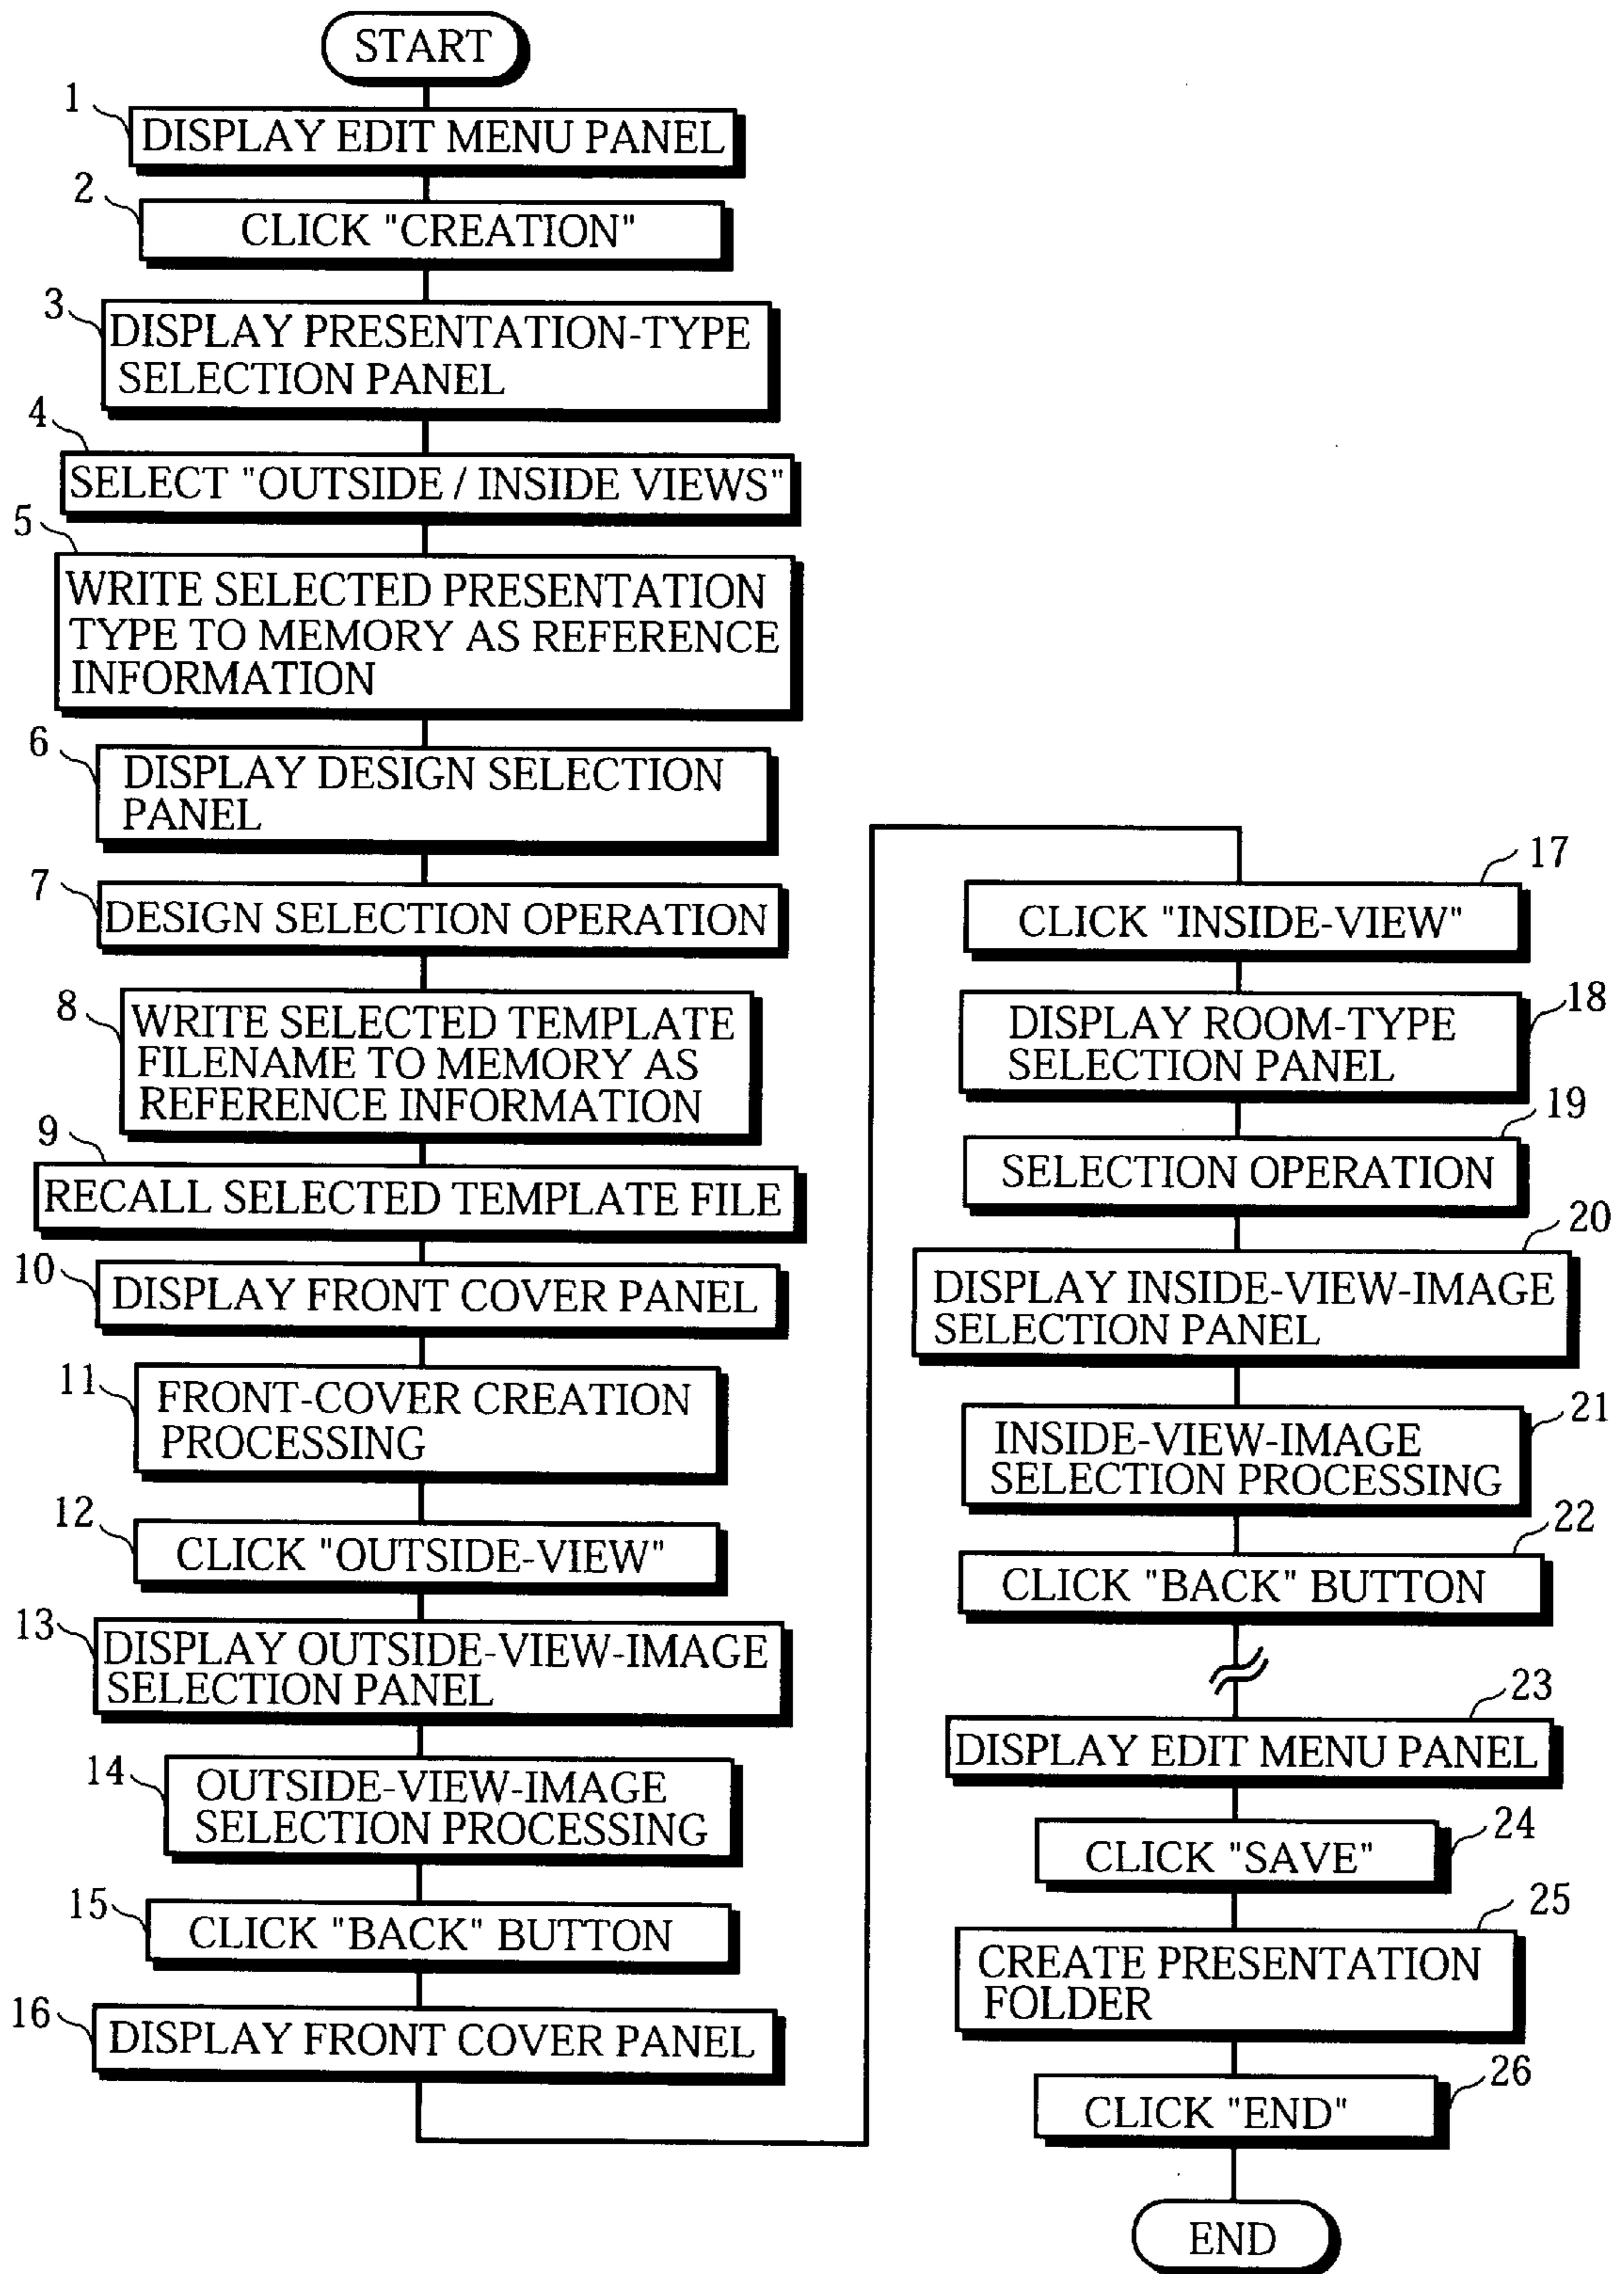 START
1
DISPLAY EDIT MENU PANEL
2
CLICK "CREATION"
3
DISPLAY PRESENTATION-TYPE
SELECTION PANEL
4
SELECT "OUTSIDE / INSIDE VIEWS"
5
WRITE SELECTED PRESENTATION
TYPE TO MEMORY AS REFERENCE
INFORMATION
6
DISPLAY DESIGN SELECTION
PANEL
7
DESIGN SELECTION OPERATION
8
WRITE SELECTED TEMPLATE
FILENAME TO MEMORY AS
REFERENCE INFORMATION
9
RECALL SELECTED TEMPLATE FILE
10
DISPLAY FRONT COVER PANEL
11
FRONT-COVER CREATION
PROCESSING
12
CLICK "OUTSIDE-VIEW"
13
DISPLAY OUTSIDE-VIEW-IMAGE
SELECTION PANEL
14
OUTSIDE-VIEW-IMAGE
SELECTION PROCESSING
15
CLICK "BACK" BUTTON
16
DISPLAY FRONT COVER PANEL
17
CLICK "INSIDE-VIEW"
18
DISPLAY ROOM-TYPE
SELECTION PANEL
19
SELECTION OPERATION
20
DISPLAY INSIDE-VIEW-IMAGE
SELECTION PANEL
21
INSIDE-VIEW-IMAGE
SELECTION PROCESSING
22
CLICK "BACK" BUTTON
23
DISPLAY EDIT MENU PANEL
24
CLICK "SAVE"
25
CREATE PRESENTATION
FOLDER
26
CLICK "END"
END